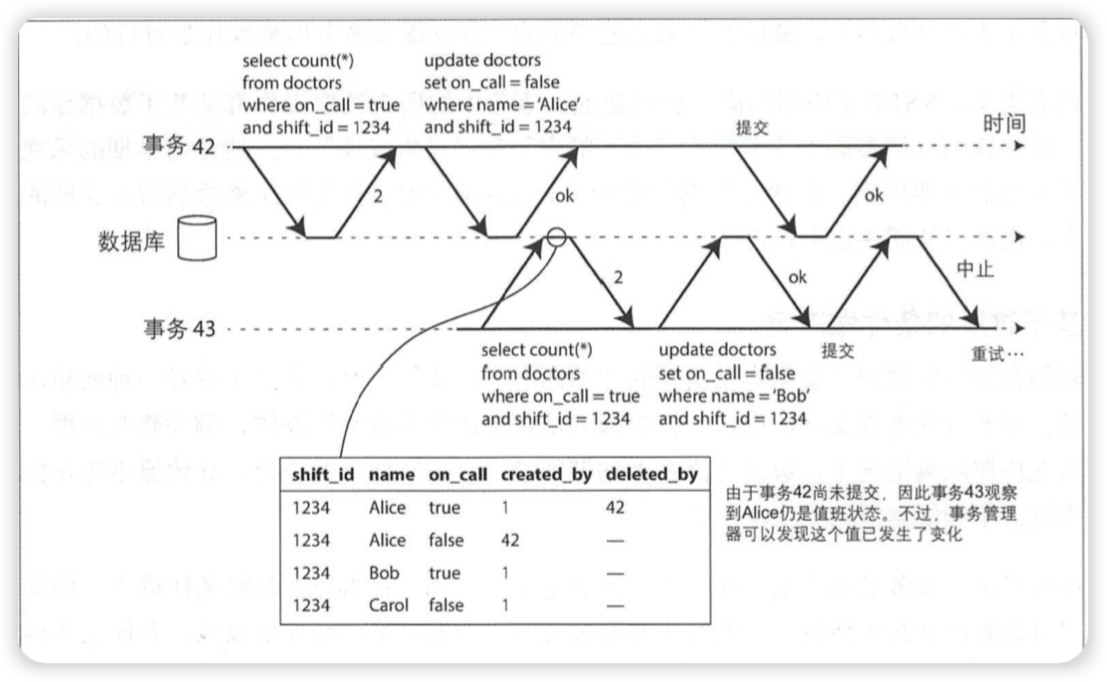 select count(*)
from doctors
where on_call = true
and shift_id = 1234
update doctors
set on_call = false
where name = ‘Alice’
and shift_id = 1234
提交
时间
事务 42
2
ok
ok
数据库
2
ok
中止
事务 43
select count(*)
from doctors
where on_call = true
and shift_id = 1234
update doctors
set on_call = false
where name = ‘Bob’
and shift_id = 1234
提交
重试…
shift_id name on_call created_by deleted_by
1234 Alice true 1 42
1234 Alice false 42 —
1234 Bob true 1 —
1234 Carol false 1 —
由于事务42尚未提交，因此事务43观察
到Alice仍是值班状态。不过，事务管理
器可以发现这个值已发生了变化